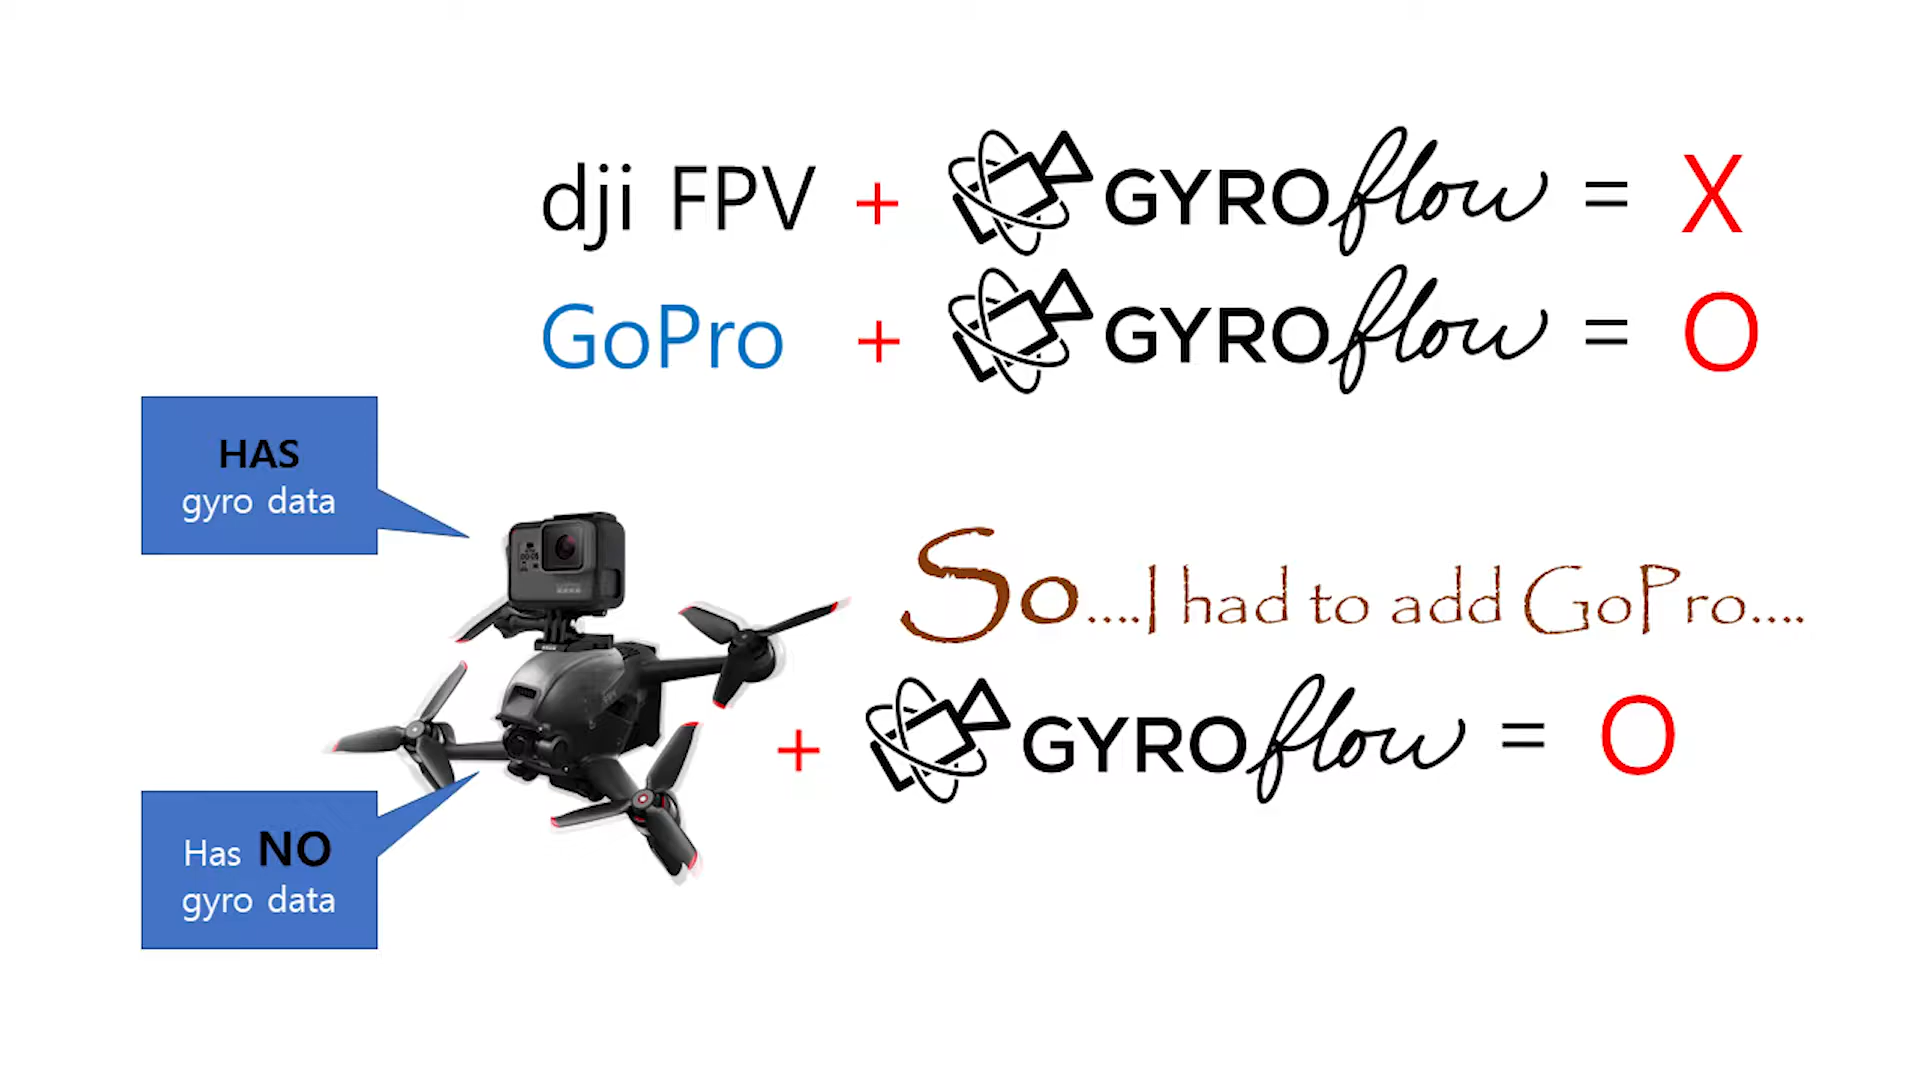 dji FPV + GYROflow = X
GoPro + GYROflow = O
HAS
gyro data
So....I had to add GoPro....
+ GYROflow = O
Has NO
gyro data